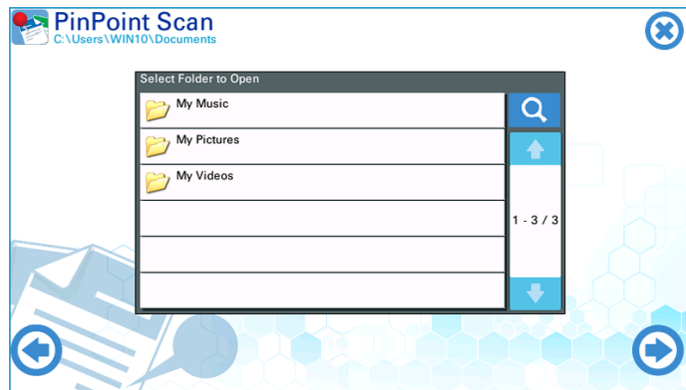 PinPoint Scan
C:\Users\WIN10\Documents
Select Folder to Open
My Music
My Pictures
My Videos
1 - 3 / 3